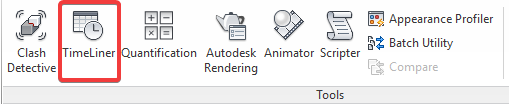 Clash Detective
TimeLiner
Quantification
Autodesk Rendering
Animator
Scripter
Appearance Profiler
Batch Utility
Compare
Tools